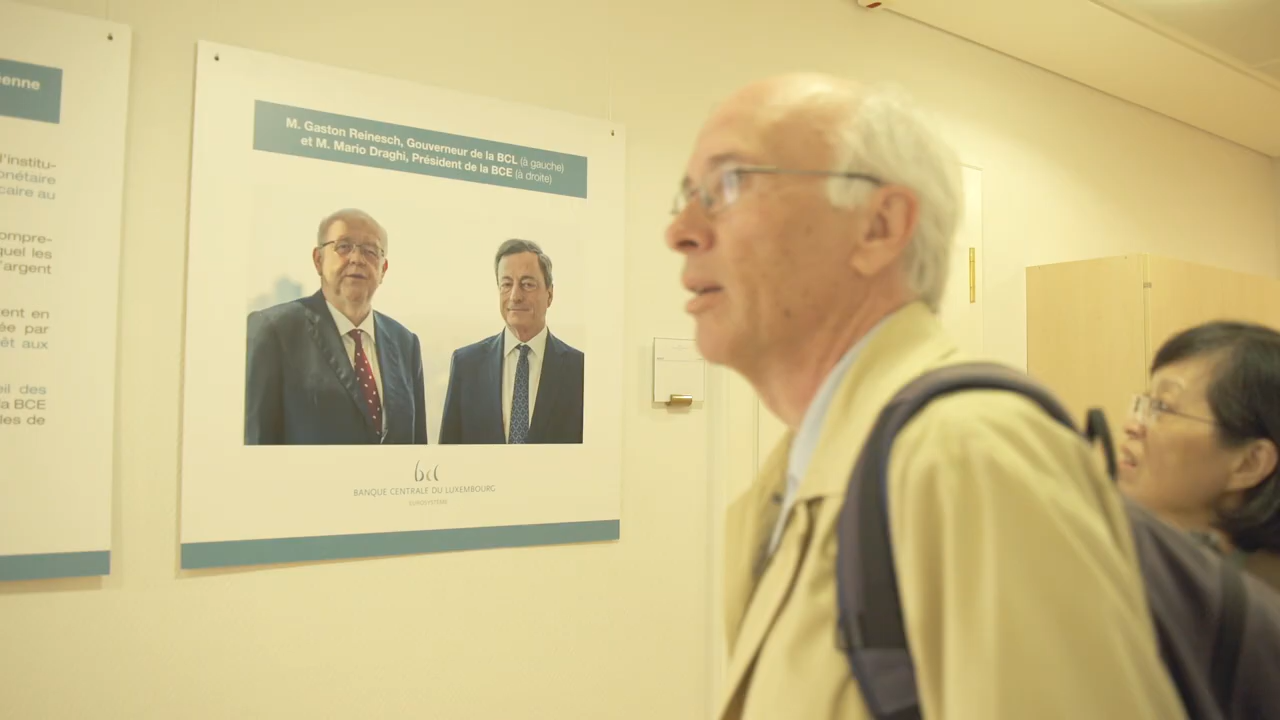 enne
l'institu-
onétaire
caire au
ompre-
quel les
'argent
ent en
ée par
êt aux
eil des
la BCE
les de
M. Gaston Reinesch, Gouverneur de la BCL (à gauche)
et M. Mario Draghi, Président de la BCE (à droite)
bcl
BANQUE CENTRALE DU LUXEMBOURG
EUROSYSTÈME